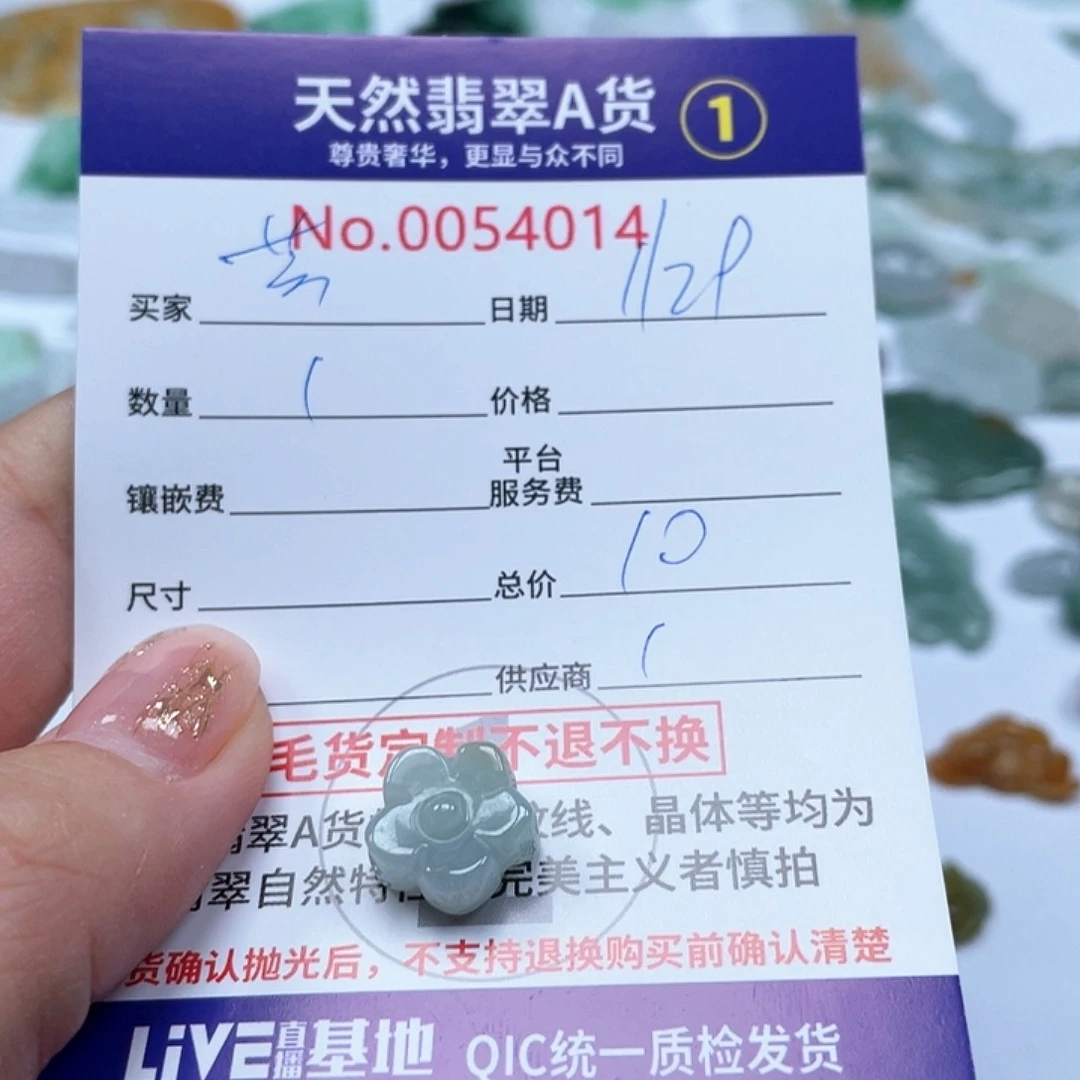 天然翡翠A货 1
尊贵奢华，更显与众不同
No.0054014
买家 日期 1/29
数量 1 价格
镶嵌费 平台服务费
尺寸 总价 10
供应商 1
毛货定制不退不换
翡翠A货 纹线、晶体等均为
翠自然特性 完美主义者慎拍
货确认抛光后，不支持退换购买前确认清楚
LiVE直播基地 QIC统一质检发货